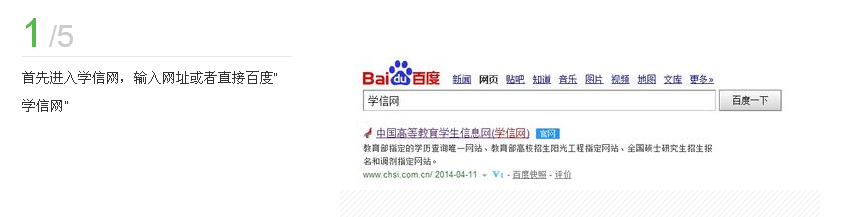 1/5
首先进入学信网，输入网址或者直接百度“
学信网”
Bai du 百度
新闻 网页 贴吧 知道 音乐 图片 视频 地图 文库 更多»
学信网
百度一下
中国高等教育学生信息网(学信网) 官网
教育部指定的学历查询唯一网站、教育部高校招生阳光工程指定网站、全国硕士研究生招生报
名和调剂指定网站。
www.chsi.com.cn/ 2014-04-11 - V1 - 百度快照 - 评价